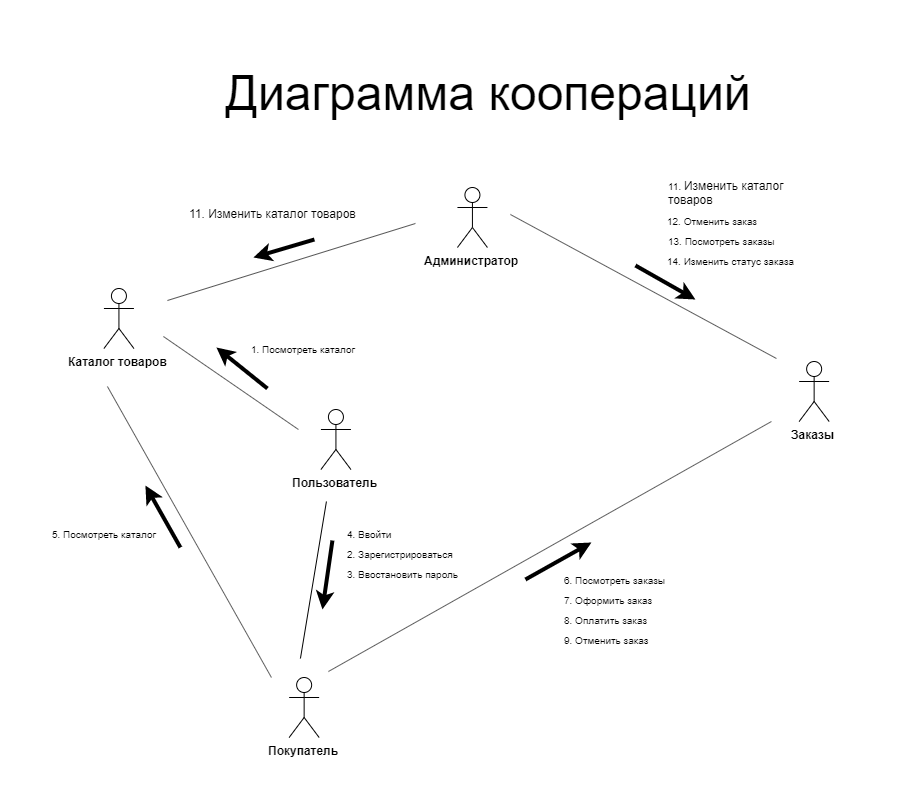 Диаграмма коопераций
11. Изменить каталог
товаров
11. Изменить каталог товаров
12. Отменить заказ
13. Посмотреть заказы
Администратор
14. Изменить статус заказа
1. Посмотреть каталог
Каталог товаров
Заказы
Пользователь
5. Посмотреть каталог
4. Ввойти
2. Зарегистрироваться
3. Ввостановить пароль
6. Посмотреть заказы
7. Оформить заказ
8. Оплатить заказ
9. Отменить заказ
Покупатель